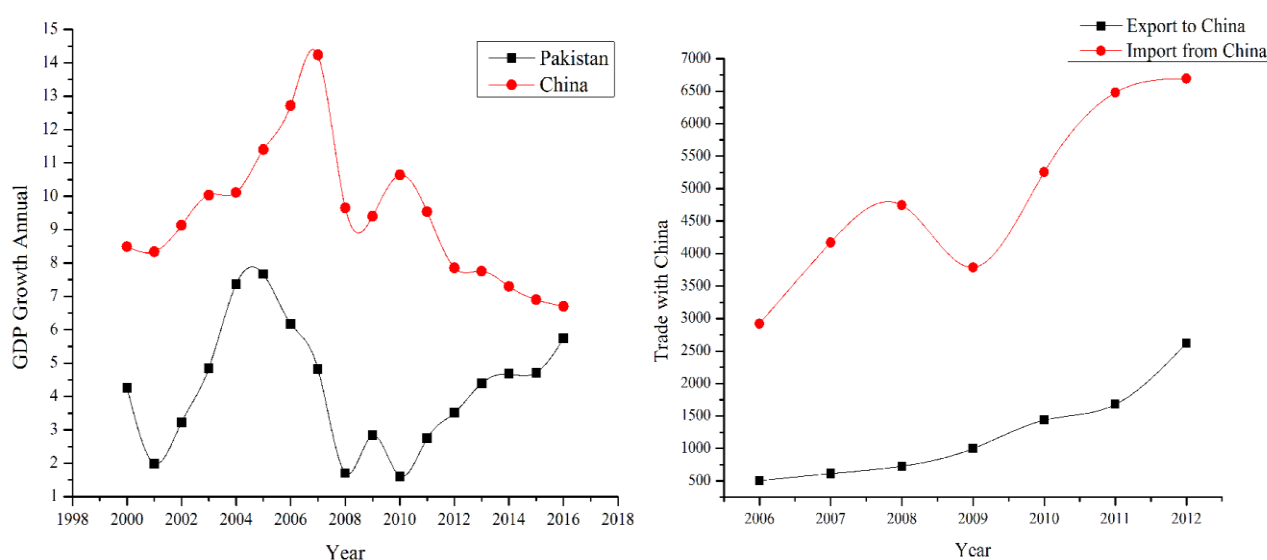 15
14
13
12
11
10
9
8
7
6
5
4
3
2
1
GDP Growth Annual
Pakistan
China
1998 2000 2002 2004 2006 2008 2010 2012 2014 2016 2018
Year
Export to China
Import from China
7000
6500
6000
5500
5000
4500
4000
3500
3000
2500
2000
1500
1000
500
Trade with China
2006 2007 2008 2009 2010 2011 2012
Year